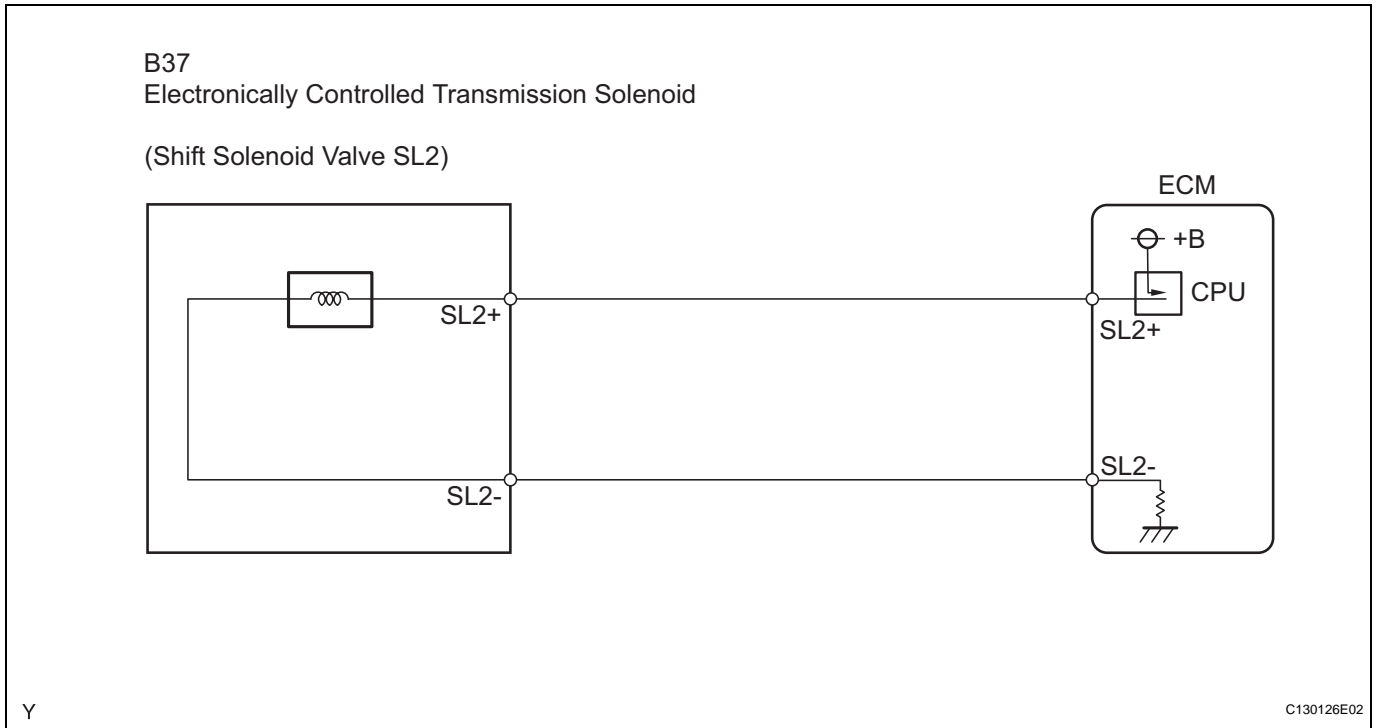 B37
Electronically Controlled Transmission Solenoid
(Shift Solenoid Valve SL2)
ECM
+B
CPU
SL2+
SL2+
SL2-
SL2-
Y
C130126E02